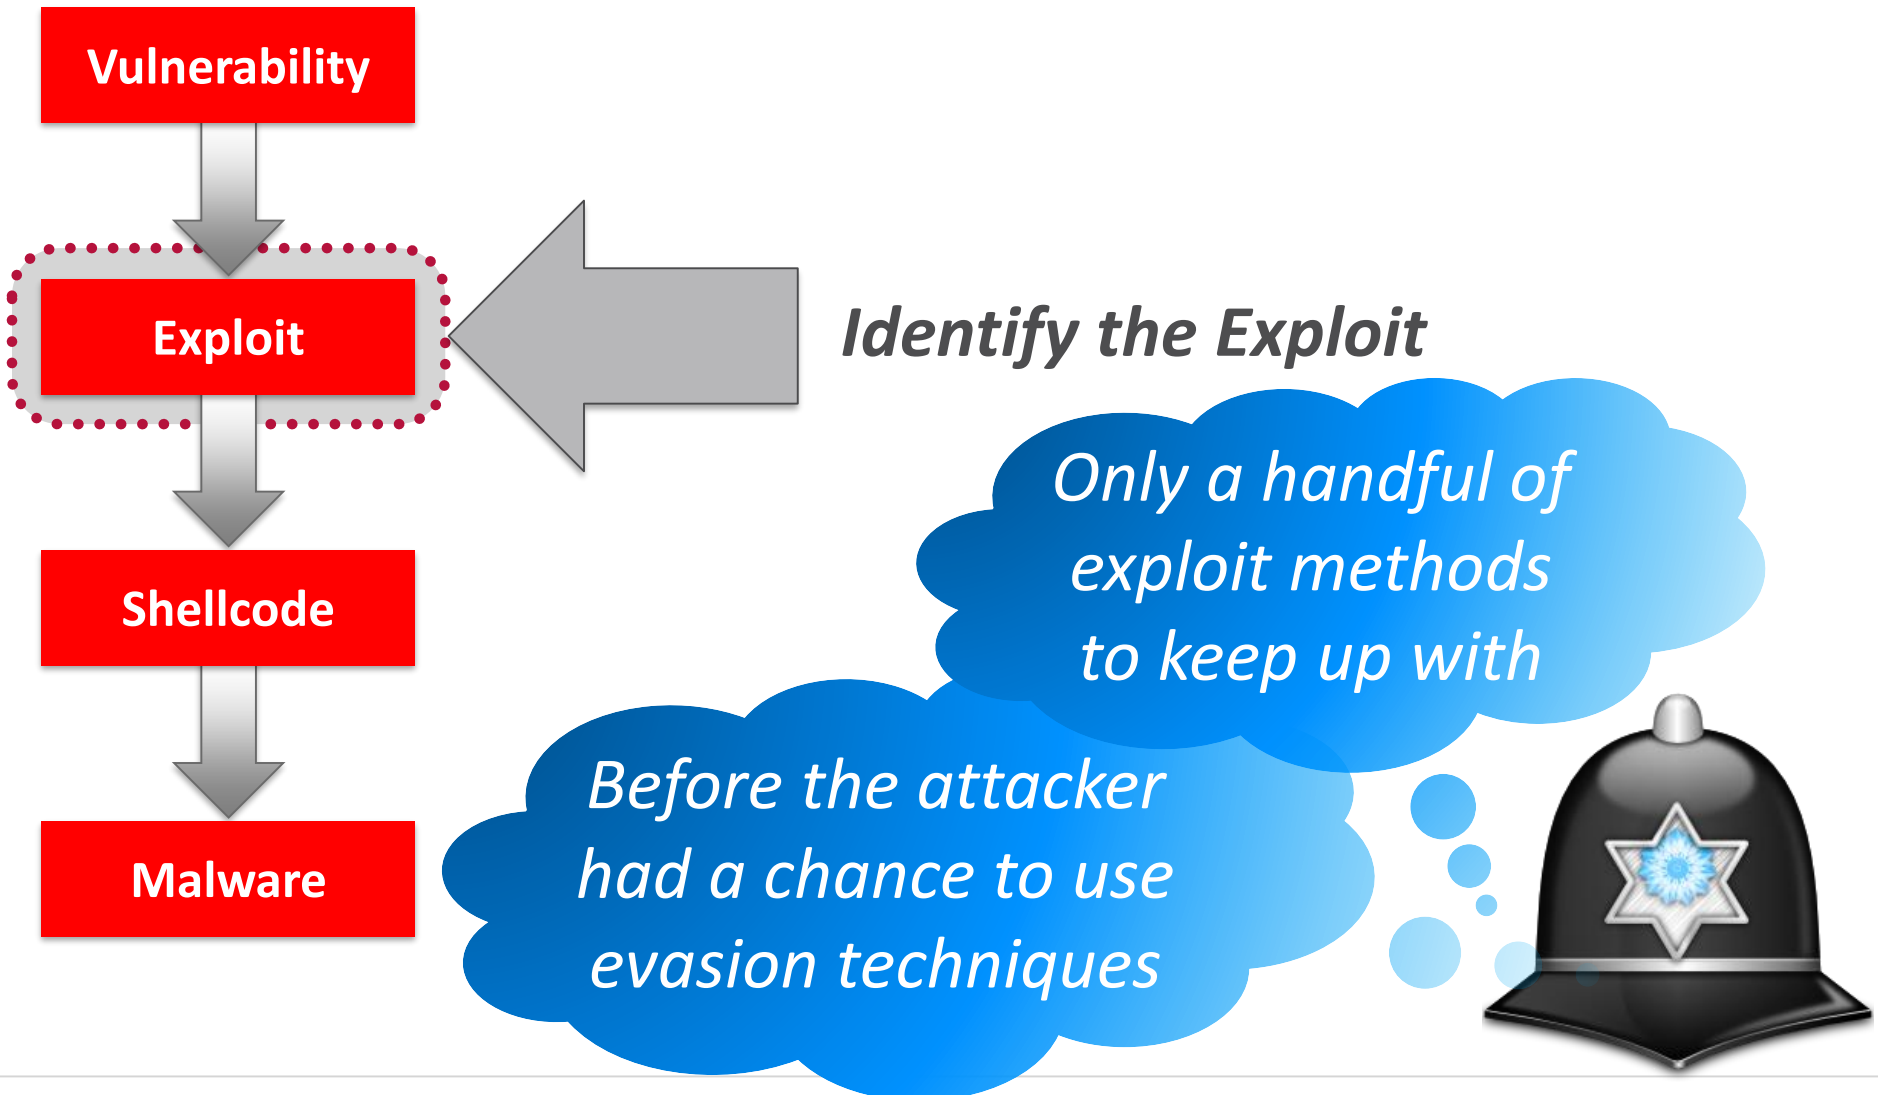 Vulnerability
Exploit
Identify the Exploit
Only a handful of
exploit methods
to keep up with
Shellcode
Before the attacker
had a chance to use
evasion techniques
Malware